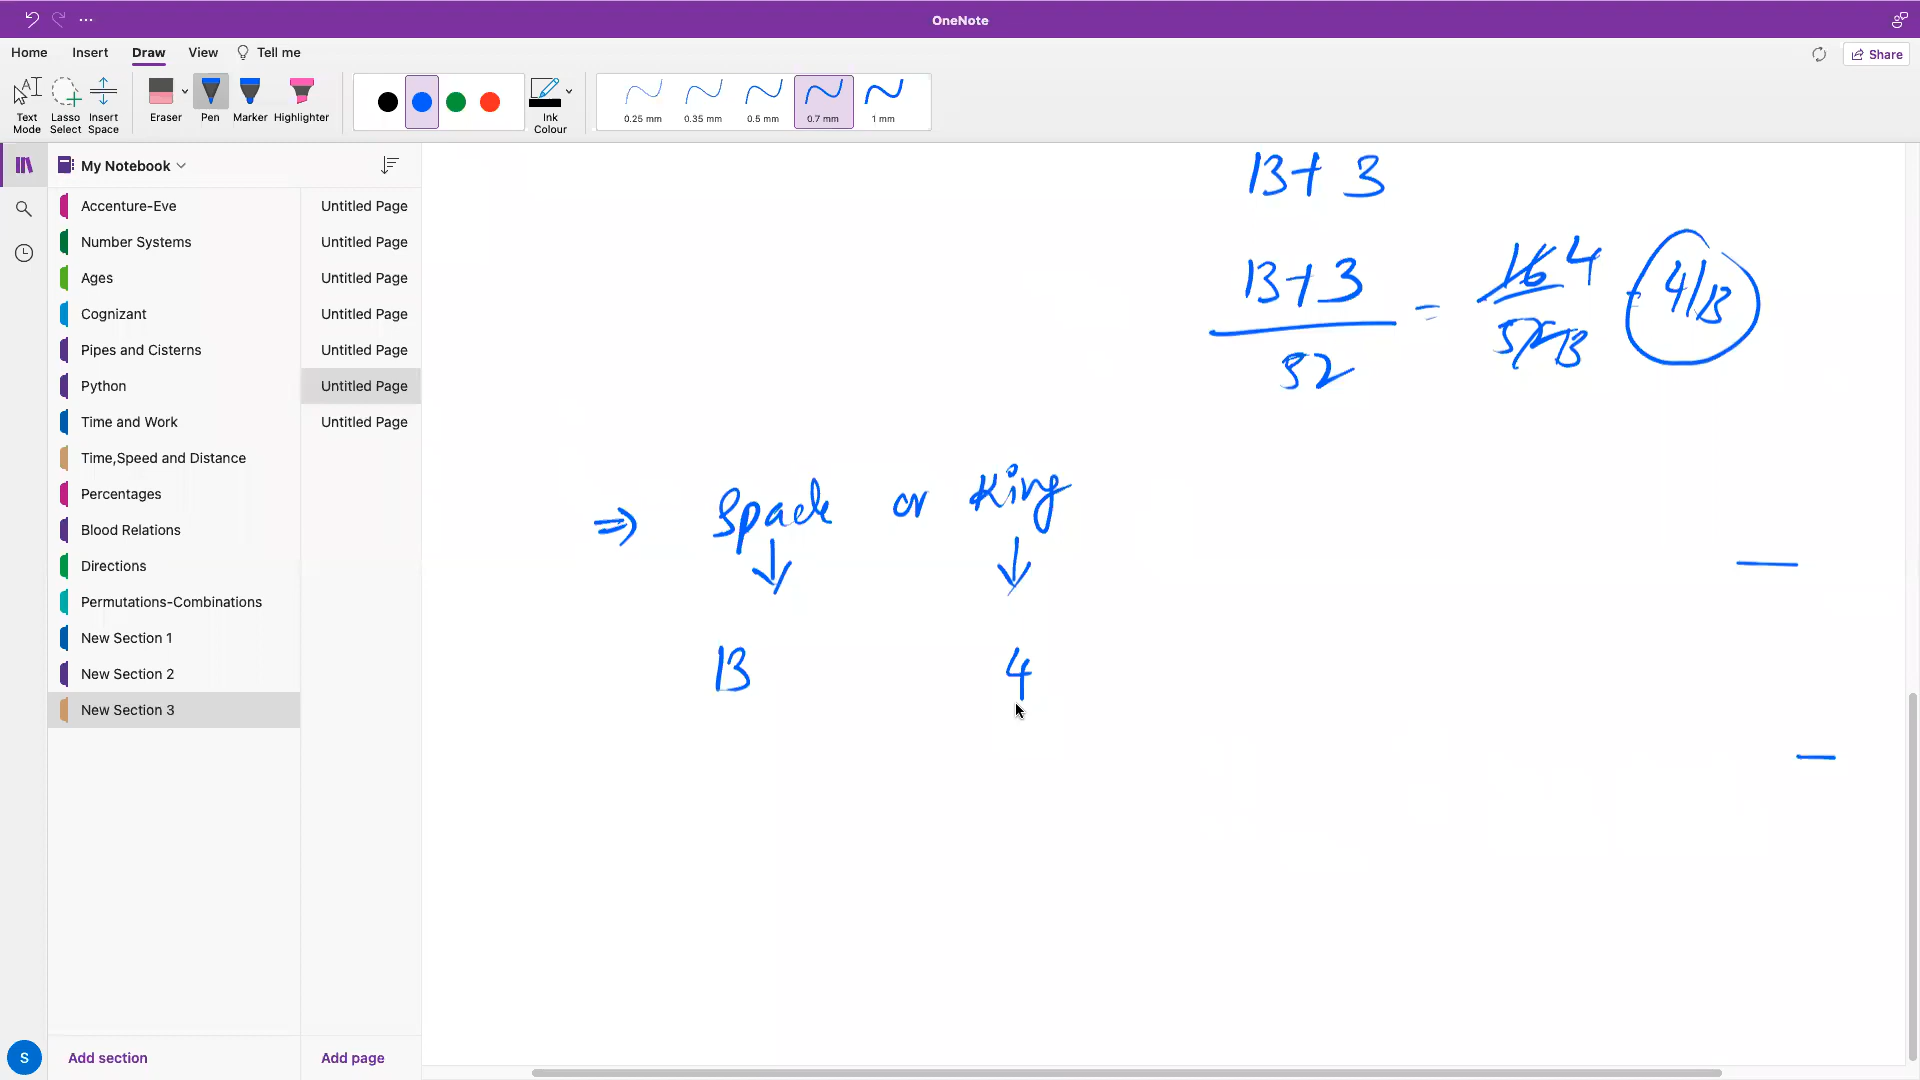 OneNote
Home Insert Draw View Tell me
Share
Text Mode
Lasso Select
Insert Space
Eraser
Pen
Marker
Highlighter
Ink Colour
0.25 mm
0.35 mm
0.5 mm
0.7 mm
1 mm
My Notebook
Accenture-Eve
Number Systems
Ages
Cognizant
Pipes and Cisterns
Python
Time and Work
Time,Speed and Distance
Percentages
Blood Relations
Directions
Permutations-Combinations
New Section 1
New Section 2
New Section 3
Untitled Page
Untitled Page
Untitled Page
Untitled Page
Untitled Page
Untitled Page
Untitled Page
13+ 3
13+3 = 16 4 4/13
52 52 13
⇒ Spade or King
↓ ↓
13 4
S
Add section
Add page